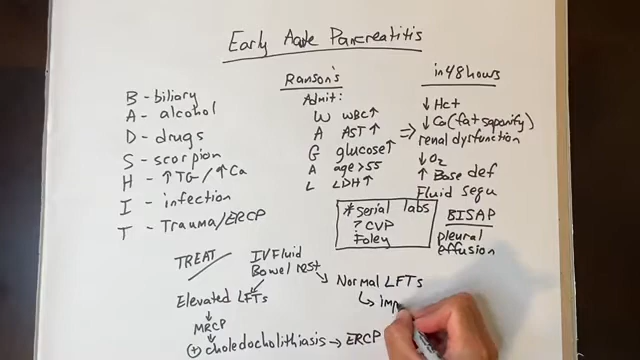 Early Acute Pancreatitis
B - biliary
A - alcohol
D - drugs
S - scorpion
H - ↑TG/↑Ca
I - infection
T - Trauma/ERCP
Ranson's
Admit:
W WBC↑
A AST↑
G glucose↑
A age>55
L LDH↑
⇒
in 48 hours
↓ Hct
↓ Ca (fat saponify)
renal dysfunction
↓O2
↑ Base def
Fluid sequ
*serial labs
? CVP
Foley
BISAP
pleural
effusion
TREAT
IVFluid
Bowel rest
Elevated LFTs
↓
MRCP
↓
(+) choledocholithiasis → ERCP
Normal LFTs
↳ imp